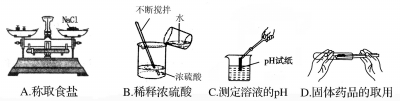 NaCl
不断搅拌
水
浓硫酸
pH试纸
A.称取食盐
B.稀释浓硫酸
C.测定溶液的pH
D.固体药品的取用